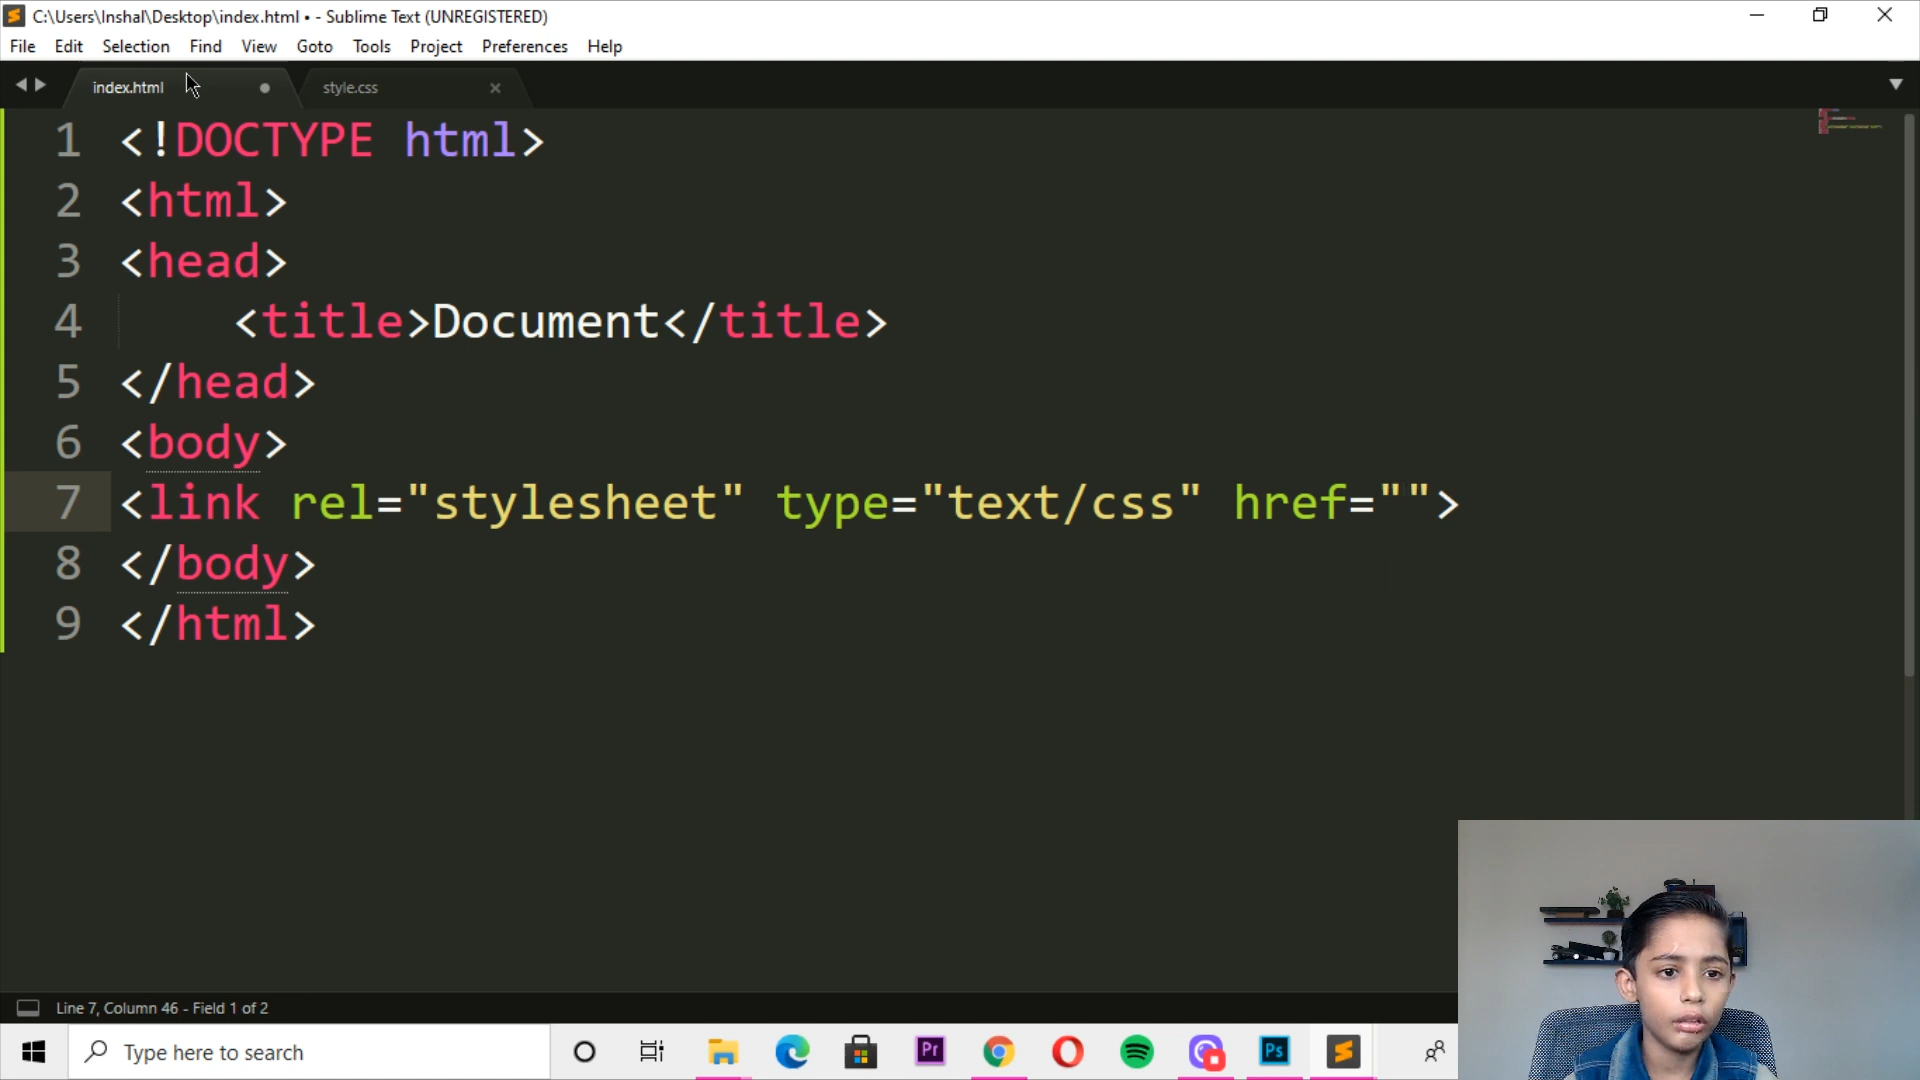 C:\Users\Inshal\Desktop\index.html • - Sublime Text (UNREGISTERED)
File Edit Selection Find View Goto Tools Project Preferences Help
index.html style.css
1 <!DOCTYPE html>
2 <html>
3 <head>
4 <title>Document</title>
5 </head>
6 <body>
7 <link rel="stylesheet" type="text/css" href="">
8 </body>
9 </html>
Line 7, Column 46 - Field 1 of 2
Type here to search
Pr
Ps